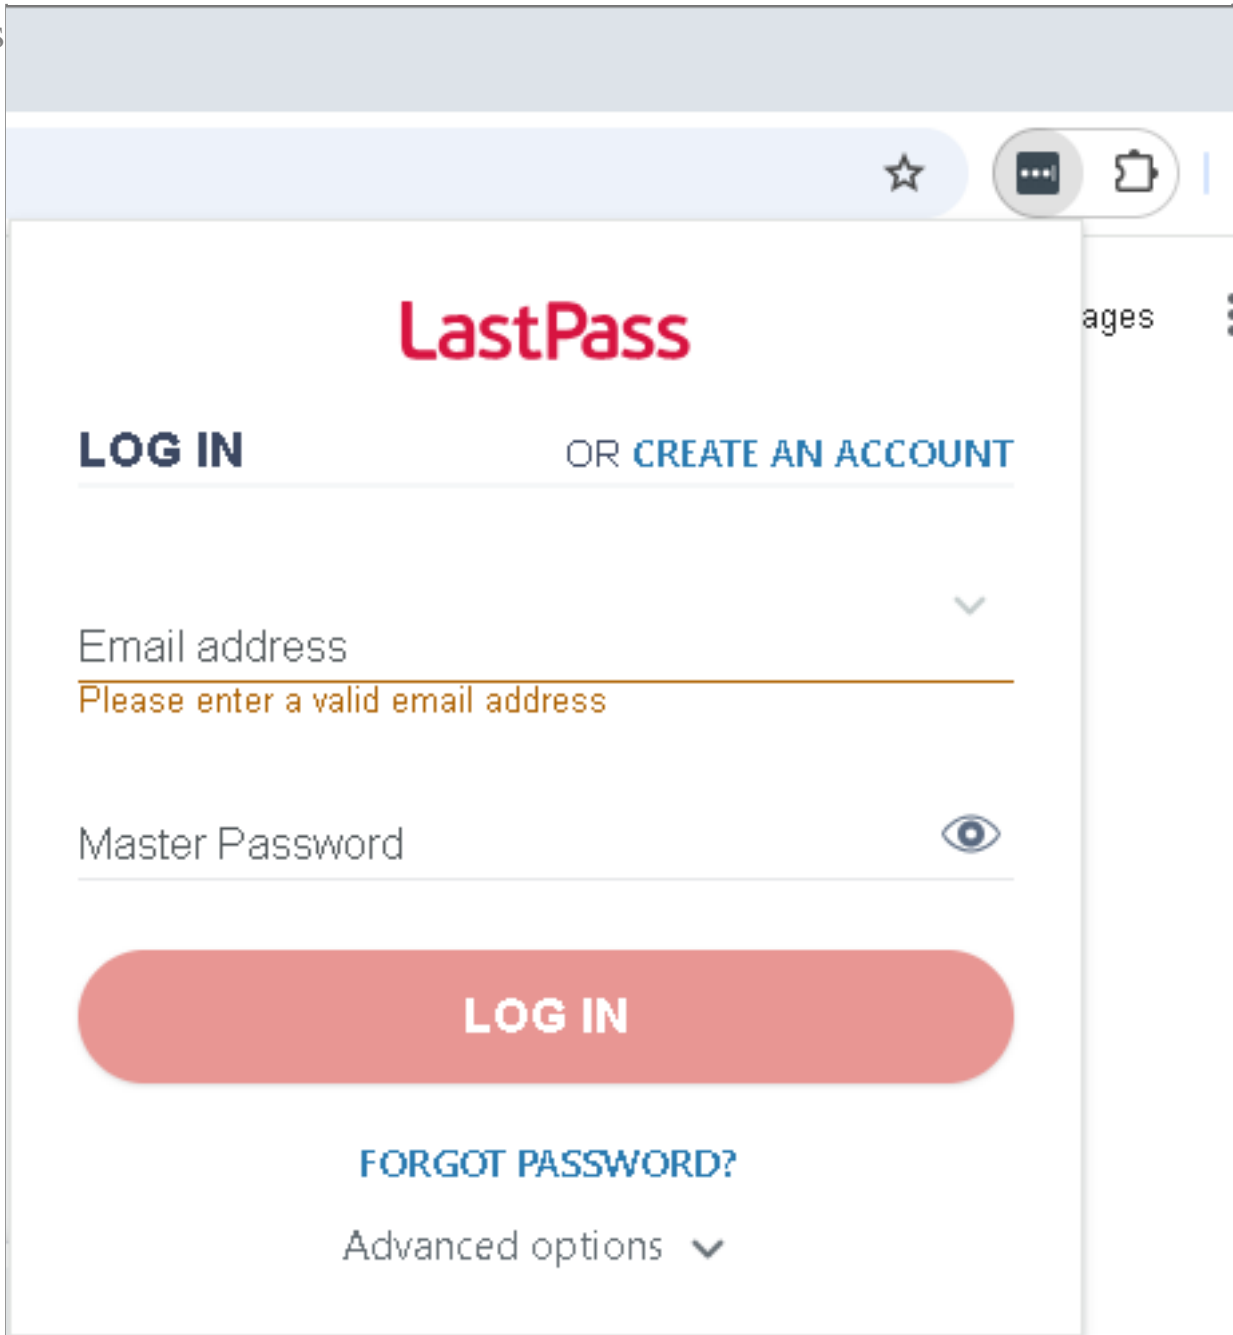 s
ages
LastPass
LOG IN OR CREATE AN ACCOUNT
Email address
Please enter a valid email address
Master Password
LOG IN
FORGOT PASSWORD?
Advanced options